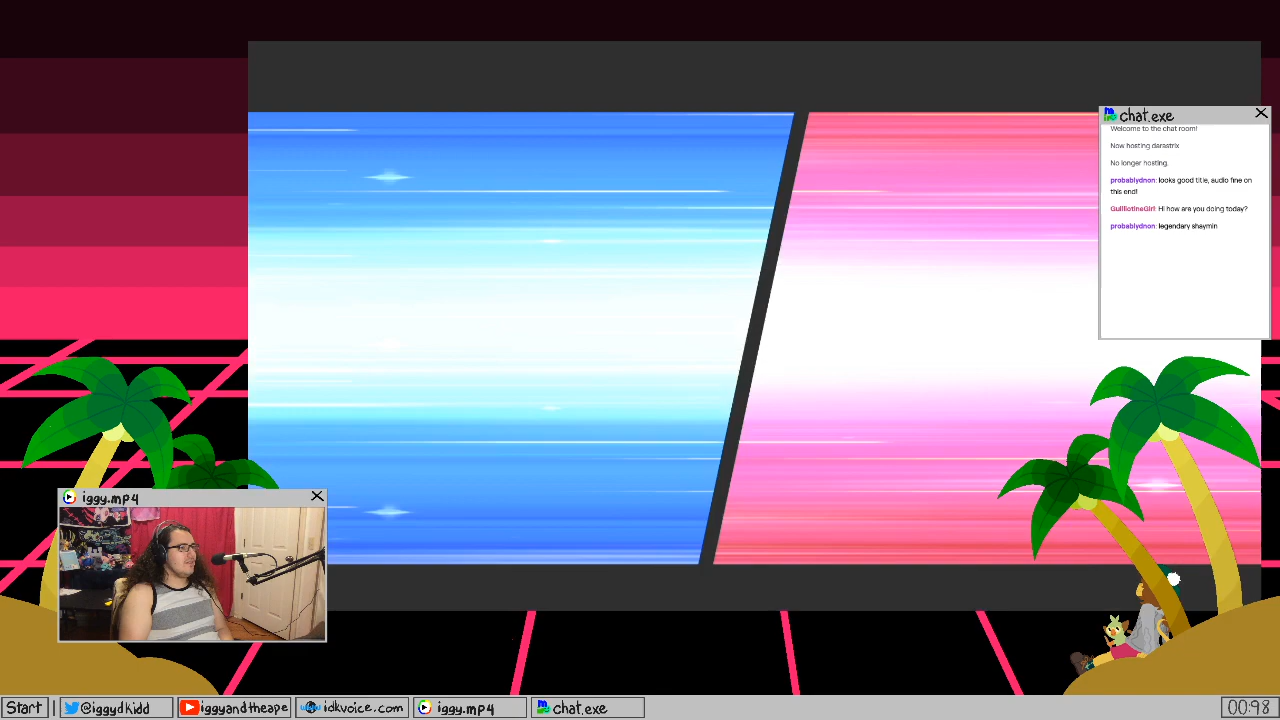 chat.exe
Welcome to the chat room!
Now hosting darastrix
No longer hosting.
probablydnon: looks good title, audio fine on
this end!
GuilliotineGirl: Hi how are you doing today?
probablydnon: legendary shaymin
iggy.mp4
Start | @iggydkidd iggyandtheape idkvoice.com iggy.mp4 chat.exe 00:98